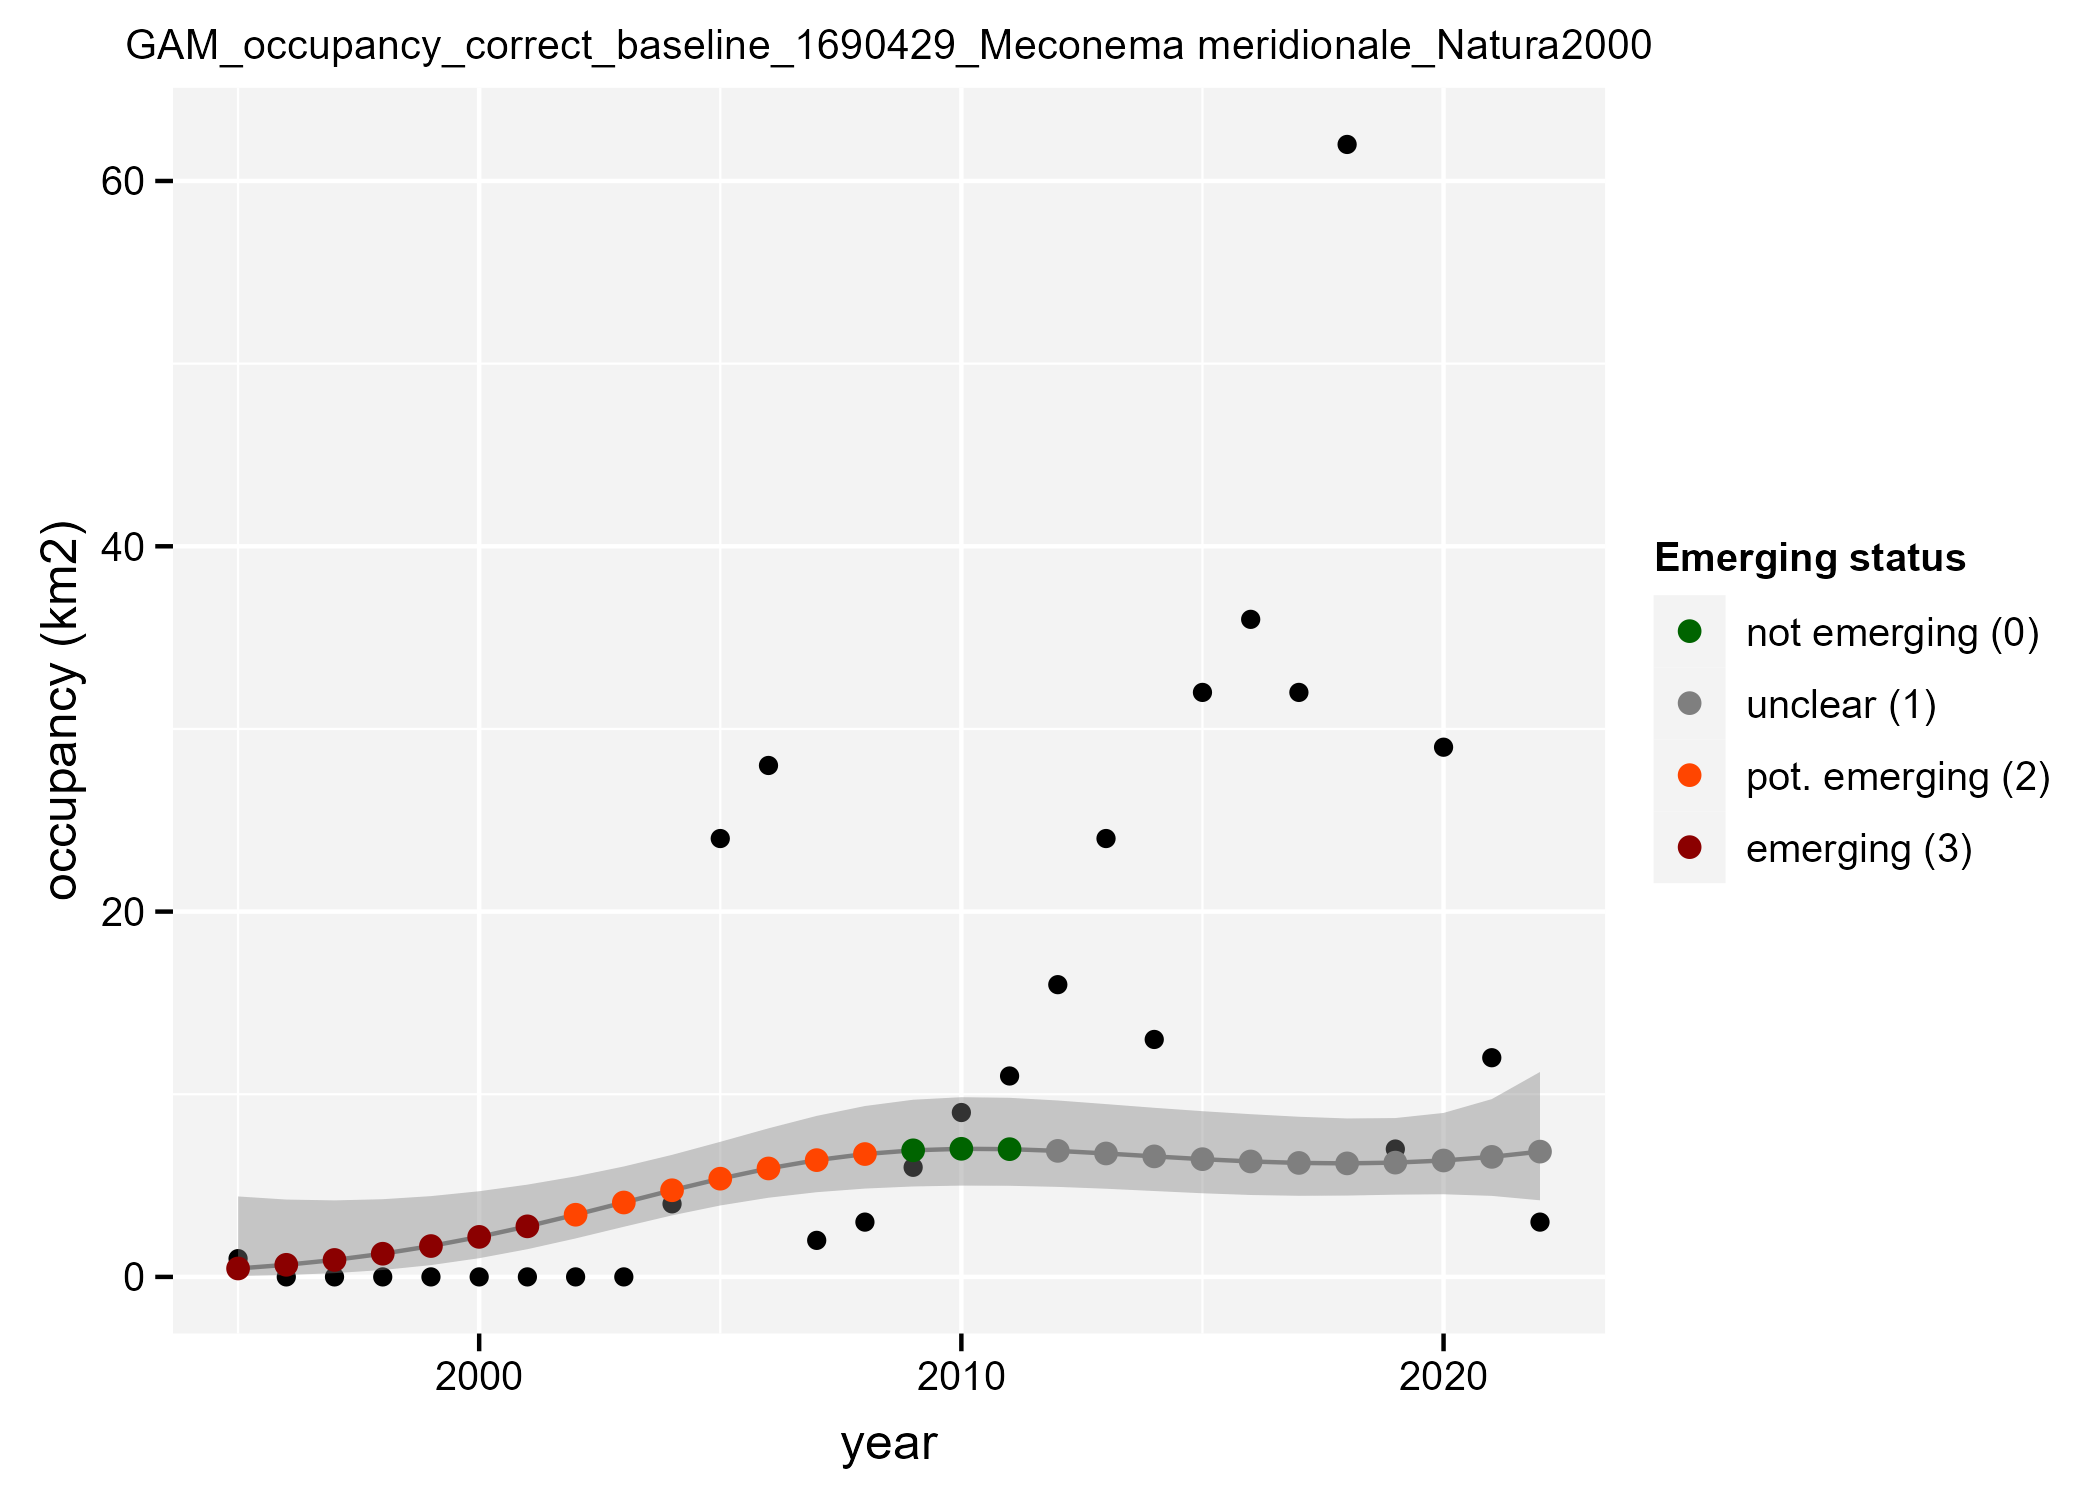 GAM_occupancy_correct_baseline_1690429_Meconema meridionale_Natura2000
60
40
20
0
occupancy (km2)
2000
2010
2020
year
Emerging status
not emerging (0)
unclear (1)
pot. emerging (2)
emerging (3)